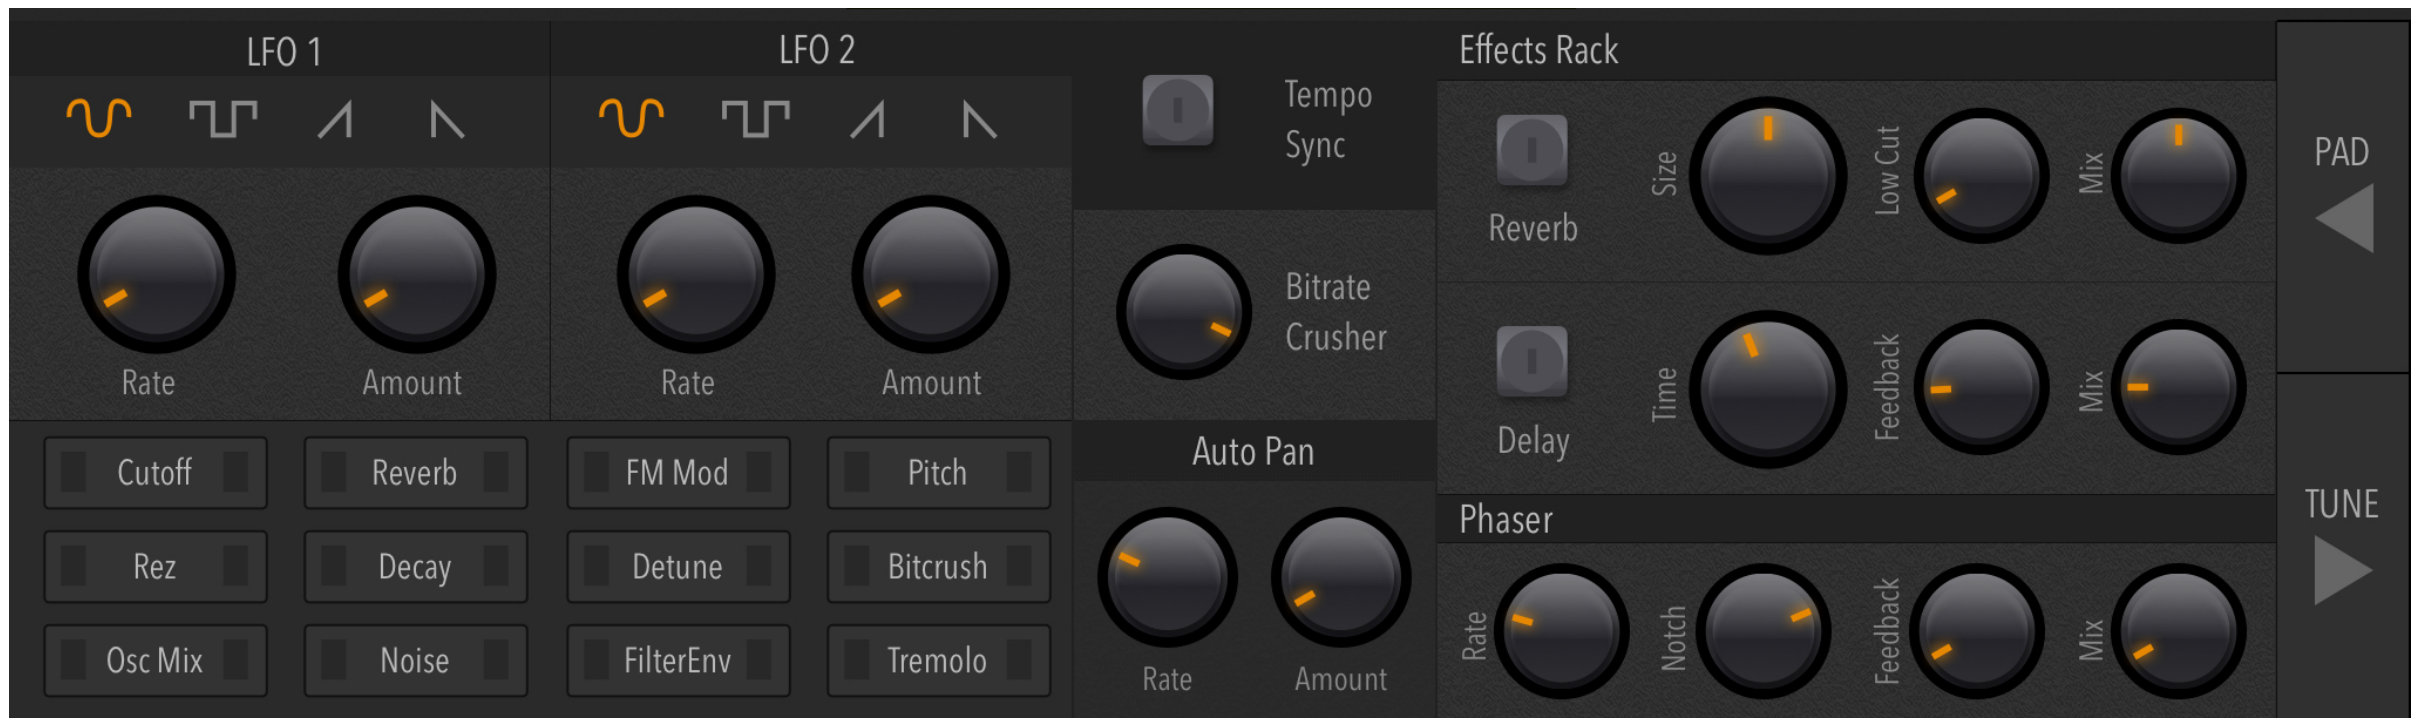 LFO 1
LFO 2
Rate
Amount
Rate
Amount
Cutoff
Reverb
FM Mod
Pitch
Rez
Decay
Detune
Bitcrush
Osc Mix
Noise
FilterEnv
Tremolo
Tempo
Sync
Bitrate
Crusher
Auto Pan
Rate
Amount
Effects Rack
Reverb
Size
Low Cut
Mix
Delay
Time
Feedback
Mix
Phaser
Rate
Notch
Feedback
Mix
PAD
TUNE